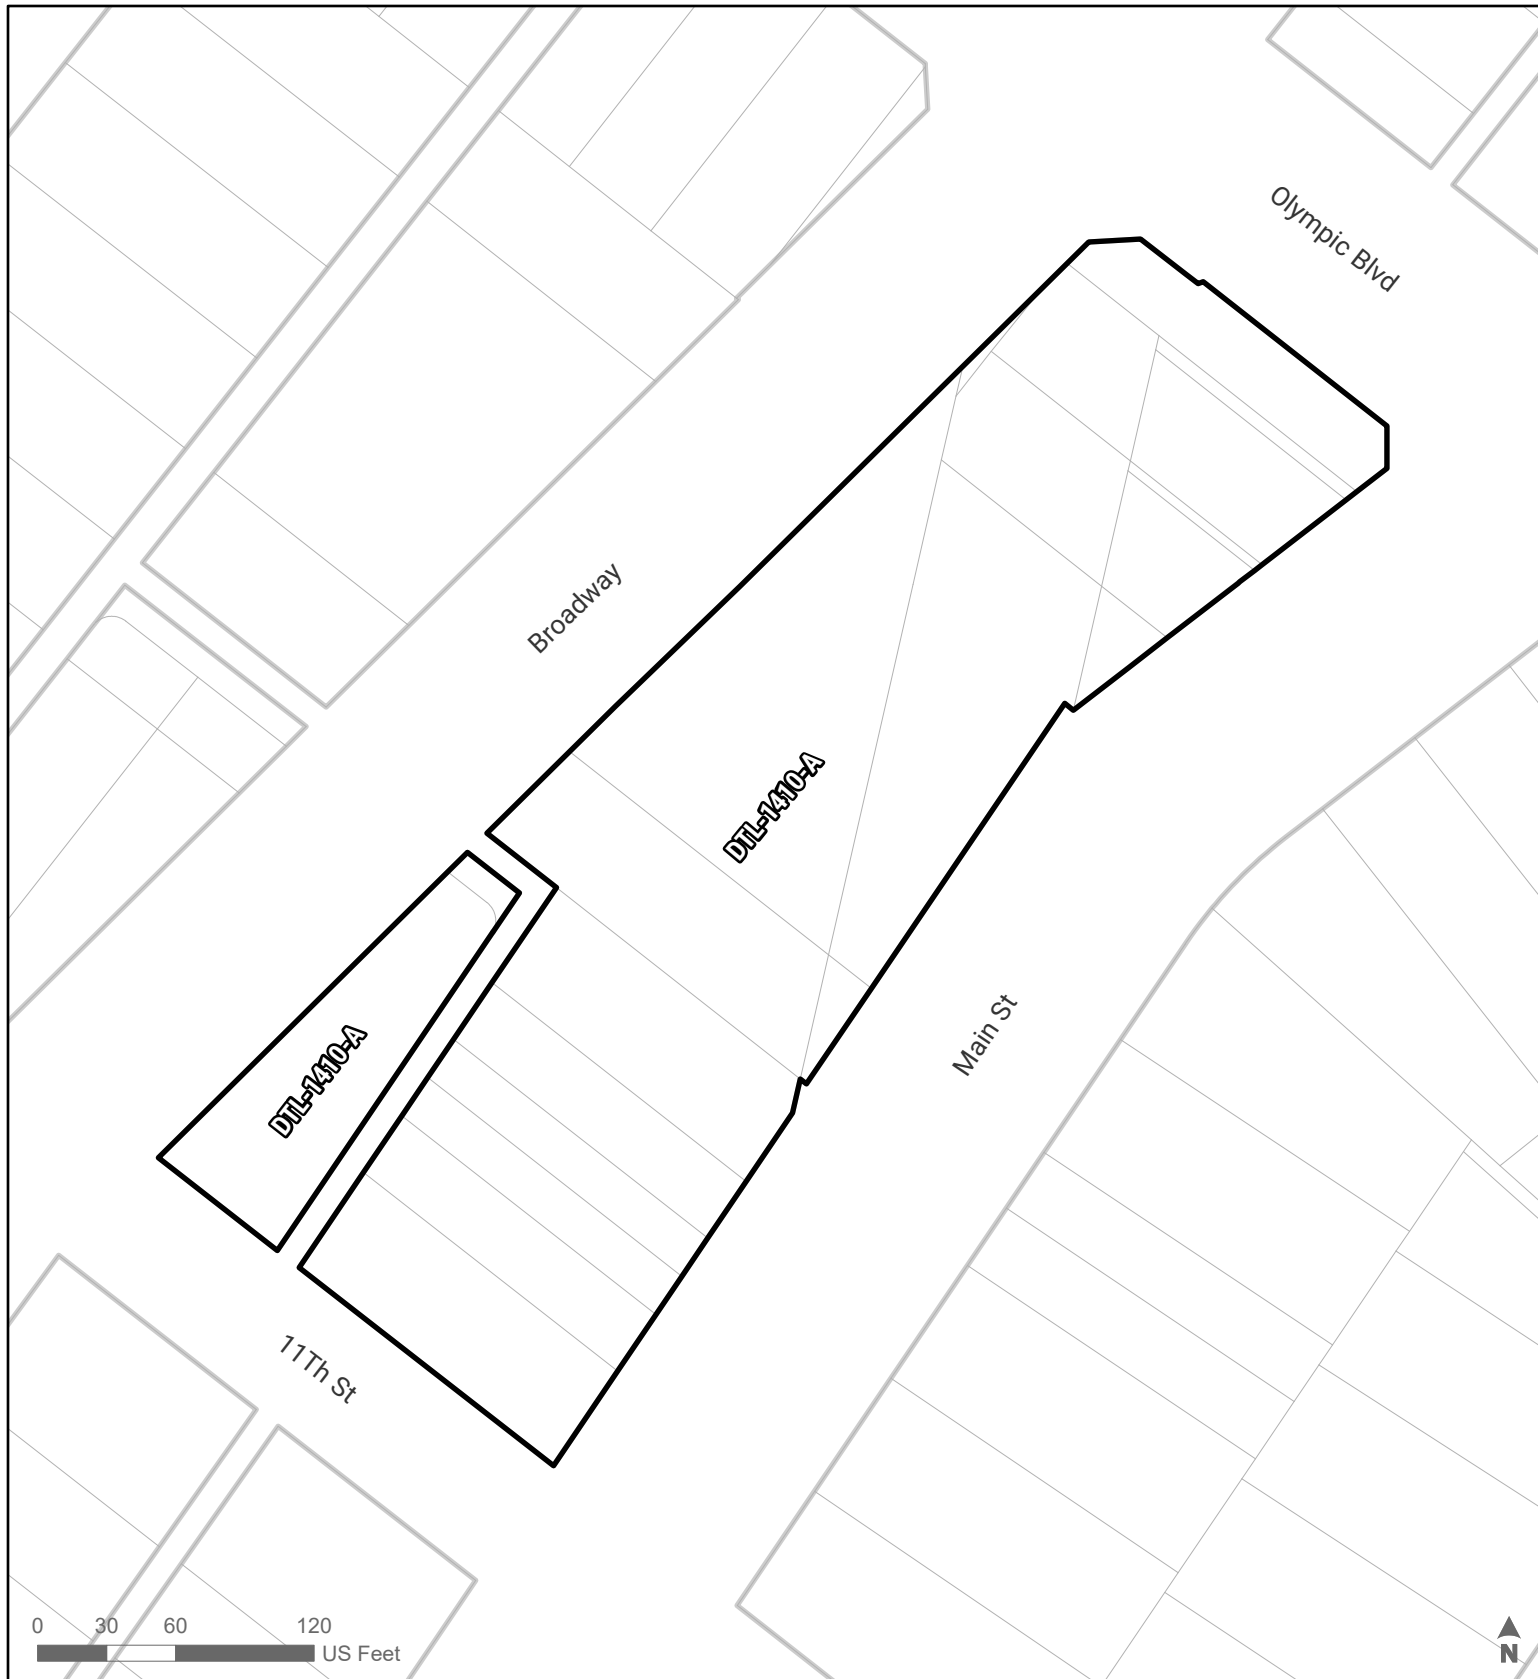 Olympic Blvd
Broadway
DTL-1410-A
Main St
DTL-1410-A
11Th St
0 30 60 120
US Feet
N